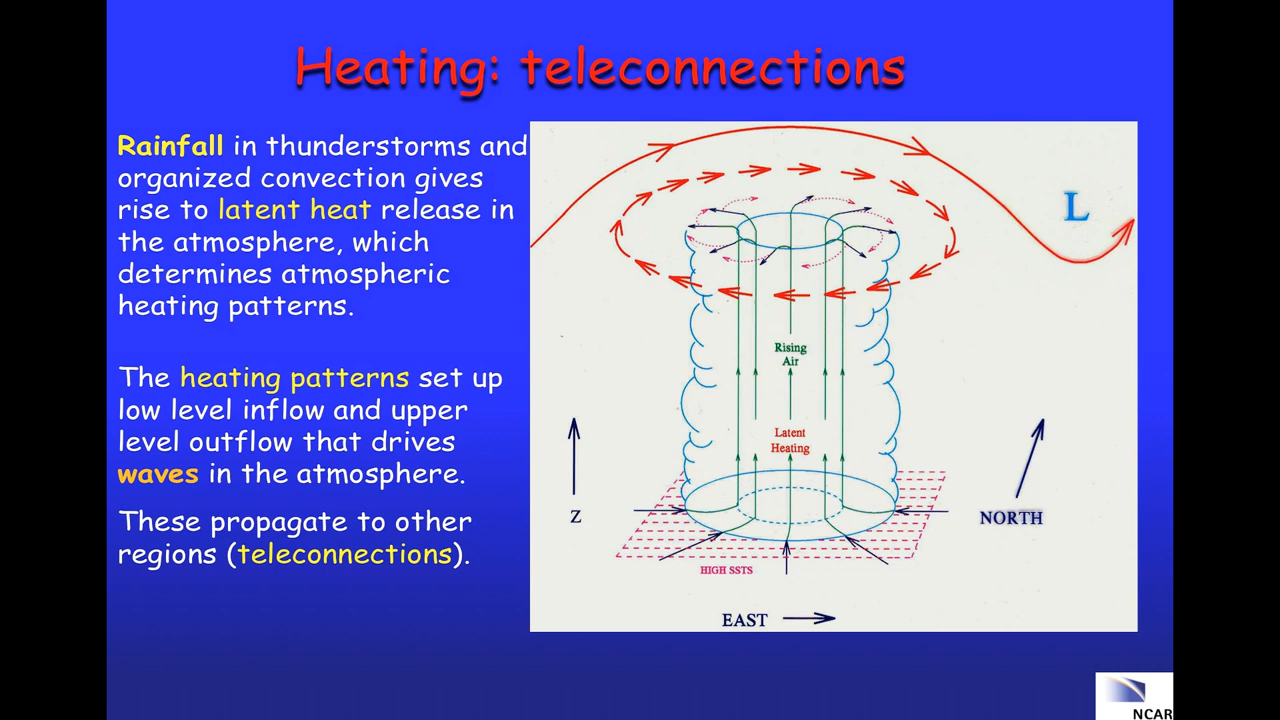 Heating: teleconnections
Rainfall in thunderstorms and
organized convection gives
rise to latent heat release in
the atmosphere, which
determines atmospheric
heating patterns.
The heating patterns set up
low level inflow and upper
level outflow that drives
waves in the atmosphere.
These propagate to other
regions (teleconnections).
L
Rising
Air
Latent
Heating
Z
NORTH
HIGH SSTS
EAST
NCAR